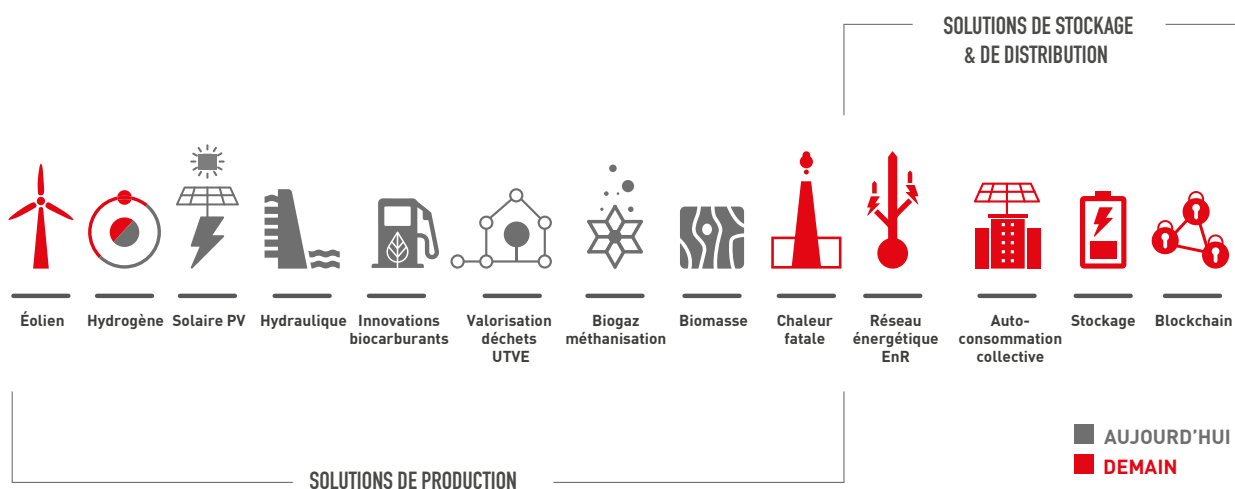 SOLUTIONS DE STOCKAGE
& DE DISTRIBUTION
Éolien
Hydrogène
Solaire PV
Hydraulique
Innovations
biocarburants
Valorisation
déchets
UTVE
Biogaz
méthanisation
Biomasse
Chaleur
fatale
Réseau
énergétique
EnR
Auto-
consommation
collective
Stockage
Blockchain
SOLUTIONS DE PRODUCTION
AUJOURD'HUI
DEMAIN